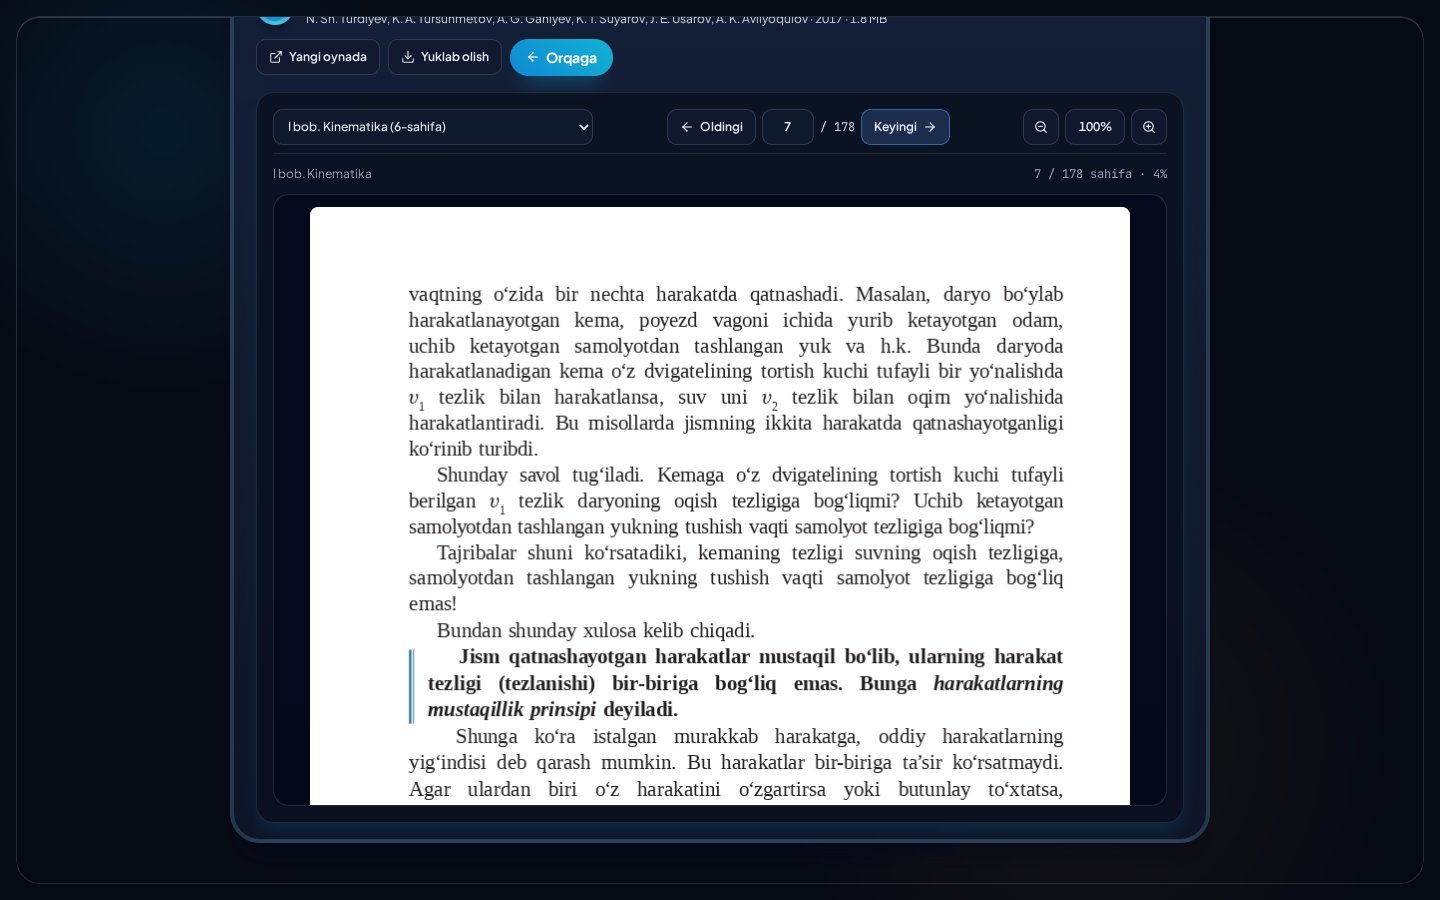 N. Sh. Turdiyev, K. A. Tursunmetov, A. G. Ganiyev, K. T. Suyarov, J. E. Usarov, A. K. Avliyoqulov · 2017 · 1.8 MB
Yangi oynada
Yuklab olish
Orqaga
I bob. Kinematika (6-sahifa)
Oldingi
7
/ 178
Keyingi
100%
I bob. Kinematika
7 / 178 sahifa · 4%
vaqtning o‘zida bir nechta harakatda qatnashadi. Masalan, daryo bo‘ylab
harakatlanayotgan kema, poyezd vagoni ichida yurib ketayotgan odam,
uchib ketayotgan samolyotdan tashlangan yuk va h.k. Bunda daryoda
harakatlanadigan kema o‘z dvigatelining tortish kuchi tufayli bir yo‘nalishda
υ₁ tezlik bilan harakatlansa, suv uni υ₂ tezlik bilan oqim yo‘nalishida
harakatlantiradi. Bu misollarda jismning ikkita harakatda qatnashayotganligi
ko‘rinib turibdi.
Shunday savol tug‘iladi. Kemaga o‘z dvigatelining tortish kuchi tufayli
berilgan υ₁ tezlik daryoning oqish tezligiga bog‘liqmi? Uchib ketayotgan
samolyotdan tashlangan yukning tushish vaqti samolyot tezligiga bog‘liqmi?
Tajribalar shuni ko‘rsatadiki, kemaning tezligi suvning oqish tezligiga,
samolyotdan tashlangan yukning tushish vaqti samolyot tezligiga bog‘liq
emas!
Bundan shunday xulosa kelib chiqadi.
Jism qatnashayotgan harakatlar mustaqil bo‘lib, ularning harakat
tezligi (tezlanishi) bir-biriga bog‘liq emas. Bunga harakatlarning
mustaqillik prinsipi deyiladi.
Shunga ko‘ra istalgan murakkab harakatga, oddiy harakatlarning
yig‘indisi deb qarash mumkin. Bu harakatlar bir-biriga ta’sir ko‘rsatmaydi.
Agar ulardan biri o‘z harakatini o‘zgartirsa yoki butunlay to‘xtatsa,